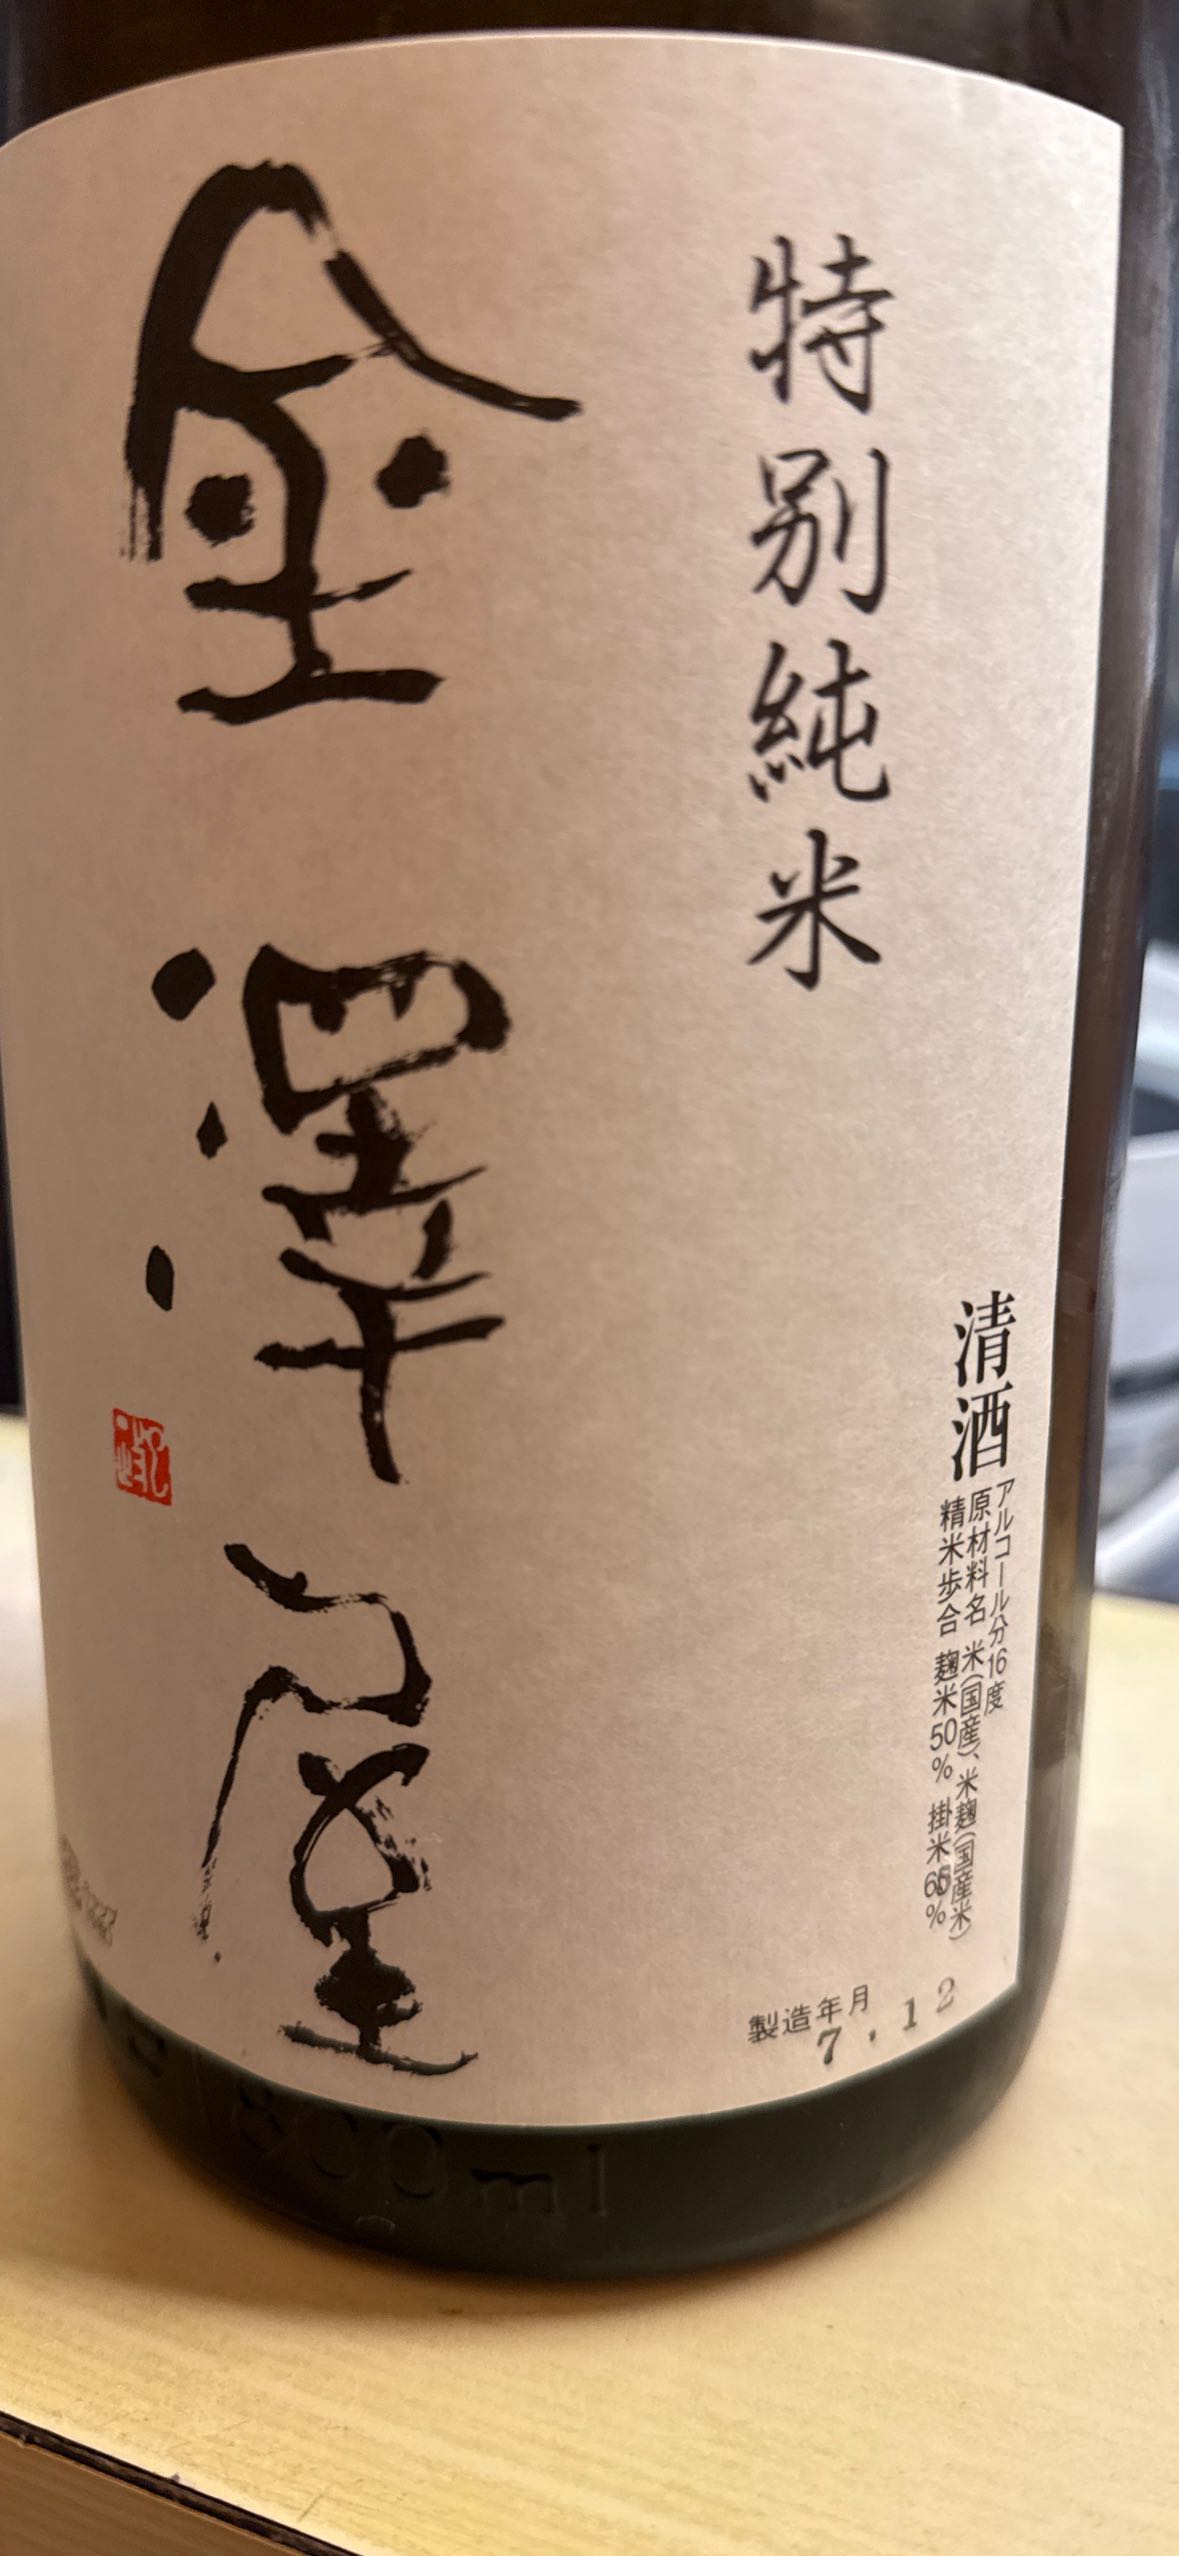 特別純米
金澤屋
清酒
アルコール分16度
原材料名 米(国産)、米麹(国産米)
精米歩合 麹米50% 掛米
製造年月
7.12
1800ml